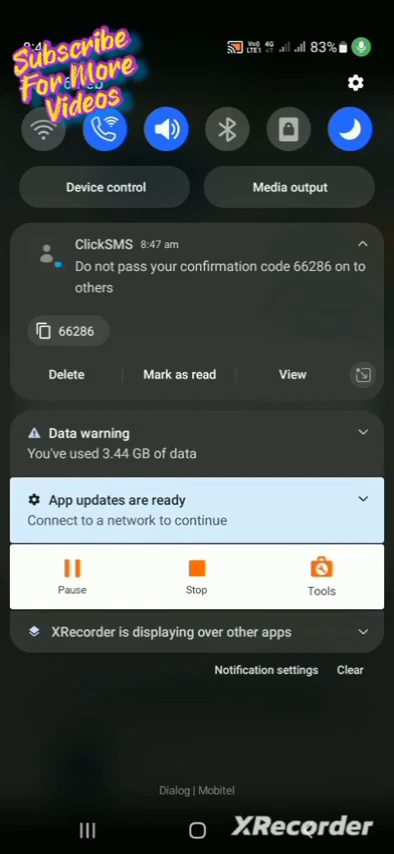 Subscribe
For More
Videos
VoI)
LTE1
4G
83%
Device control
Media output
ClickSMS 8:47 am
Do not pass your confirmation code 66286 on to
others
66286
Delete
Mark as read
View
Data warning
You've used 3.44 GB of data
App updates are ready
Connect to a network to continue
Pause
Stop
Tools
XRecorder is displaying over other apps
Notification settings
Clear
Dialog | Mobitel
XRecorder